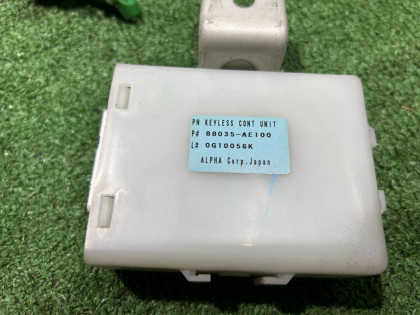 PN KEYLESS CONT UNIT
P# 88035-AE100
L# 0G10056K
ALPHA Corp.Japan